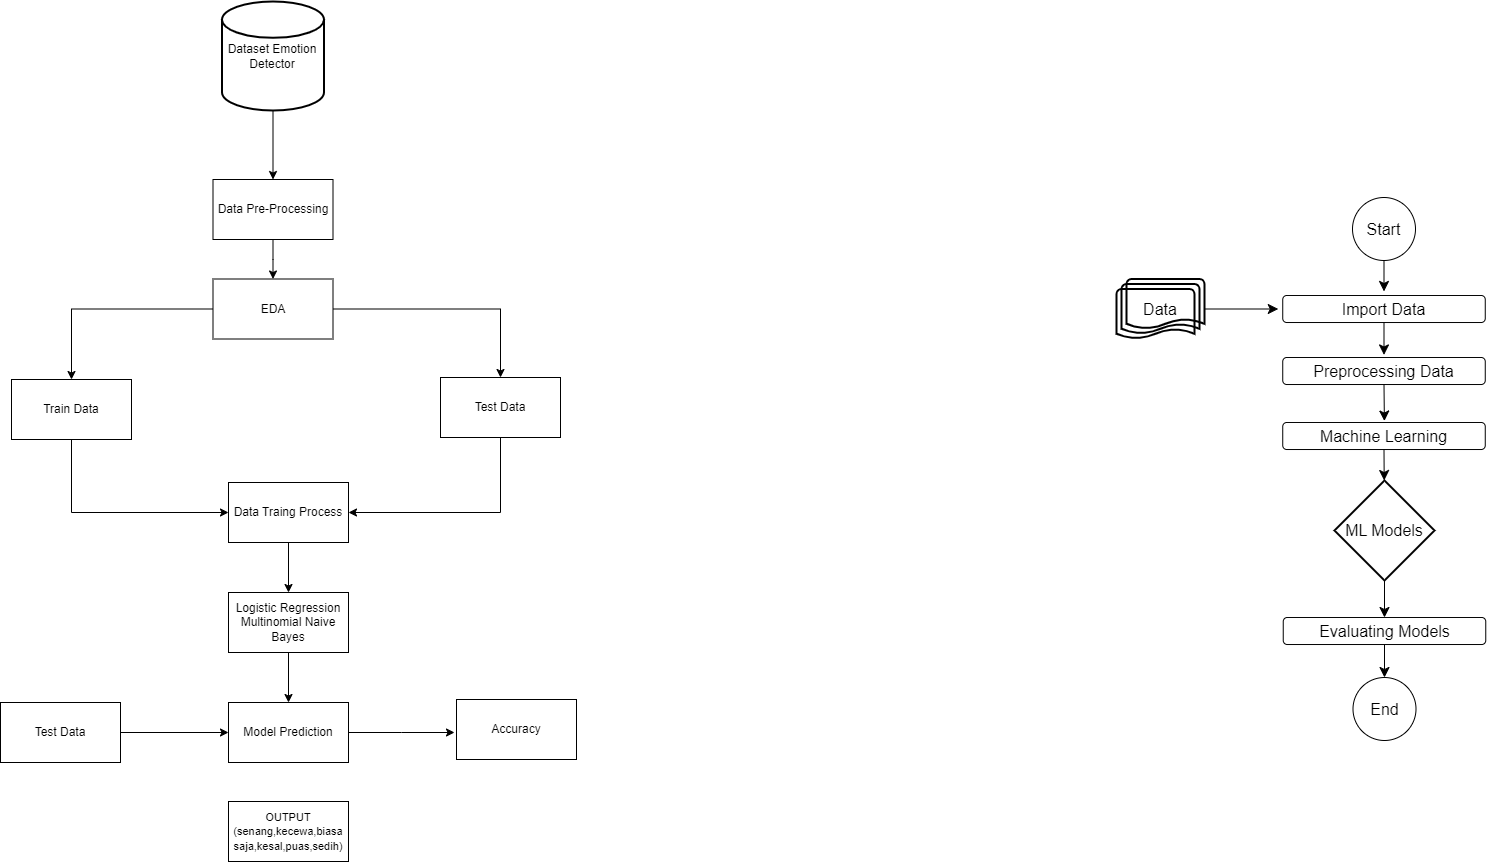 Dataset Emotion
Detector
Data Pre-Processing
EDA
Train Data
Test Data
Data Traing Process
Logistic Regression
Multinomial Naive
Bayes
Test Data
Model Prediction
Accuracy
OUTPUT
(senang,kecewa,biasa
saja,kesal,puas,sedih)
Start
Data
Import Data
Preprocessing Data
Machine Learning
ML Models
Evaluating Models
End